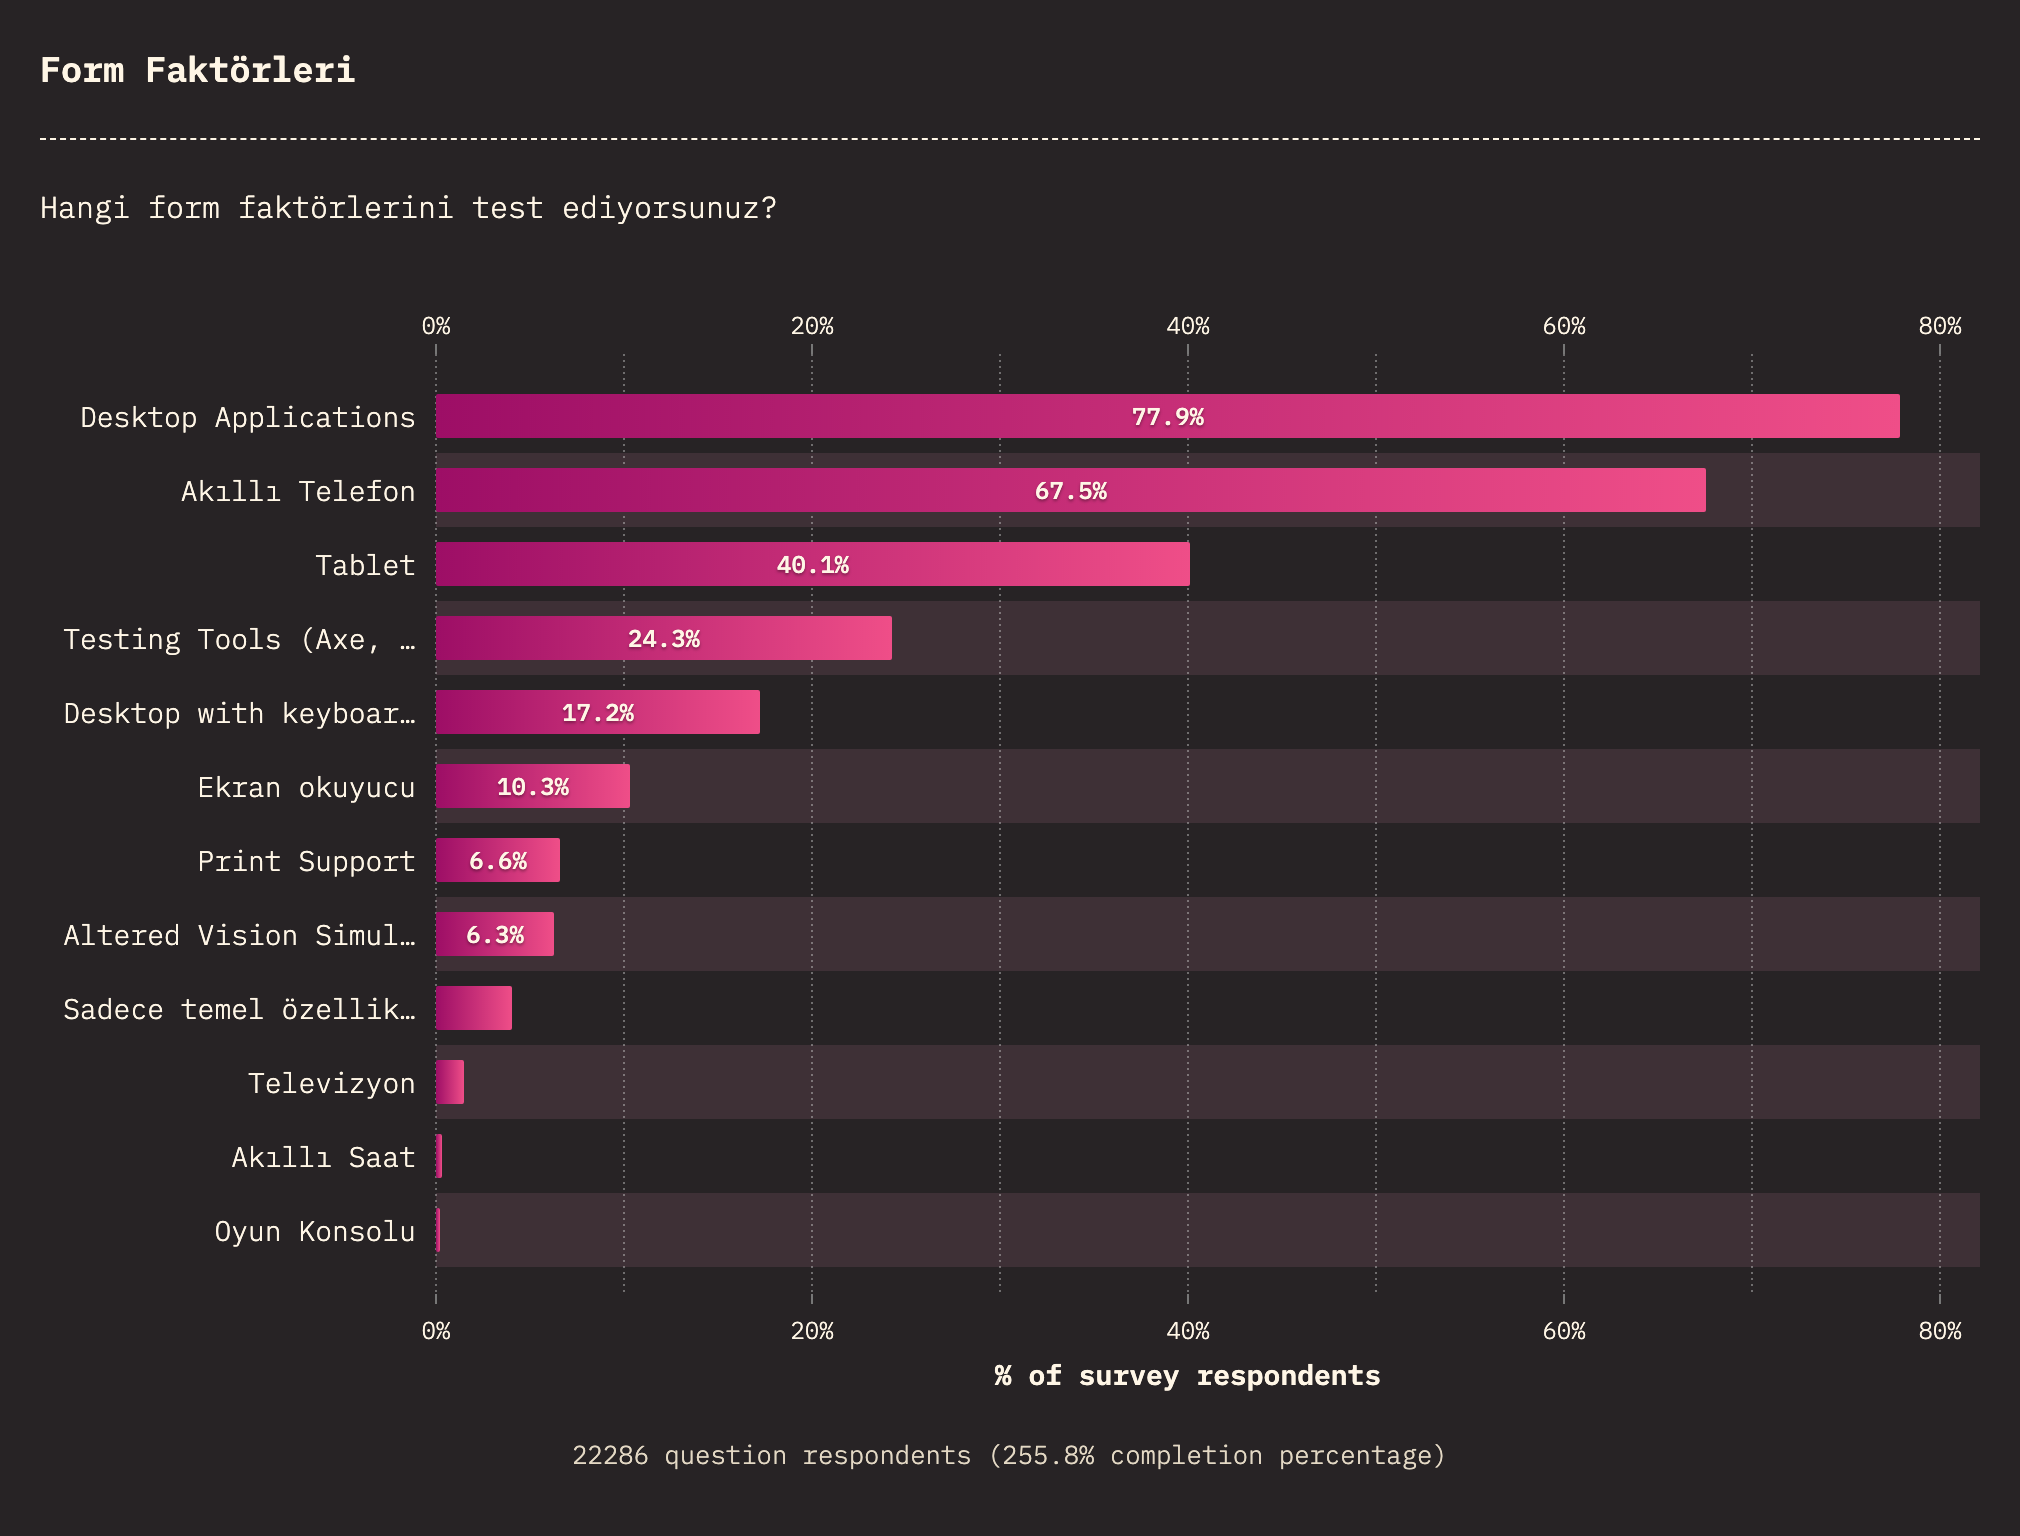 Form Faktörleri
Hangi form faktörlerini test ediyorsunuz?
0% 20% 40% 60% 80%
Desktop Applications 77.9%
Akıllı Telefon 67.5%
Tablet 40.1%
Testing Tools (Axe, … 24.3%
Desktop with keyboar… 17.2%
Ekran okuyucu 10.3%
Print Support 6.6%
Altered Vision Simul… 6.3%
Sadece temel özellik…
Televizyon
Akıllı Saat
Oyun Konsolu
0% 20% 40% 60% 80%
% of survey respondents
22286 question respondents (255.8% completion percentage)